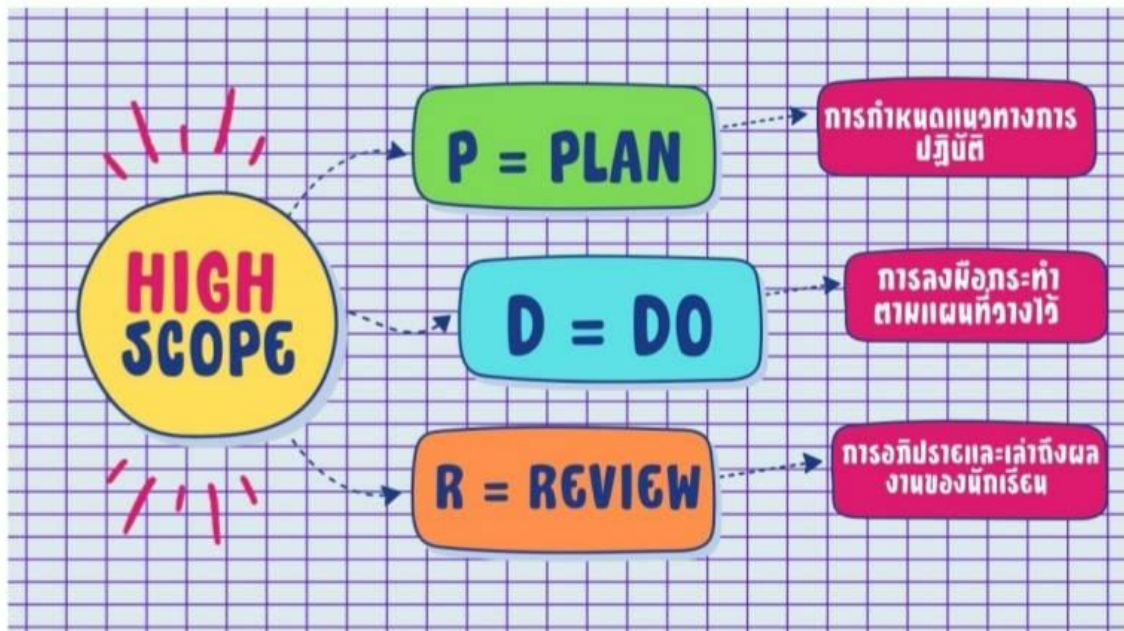 HIGH
SCOPE
P = PLAN
การกำหนดแนวทางการ
ปฏิบัติ
D = DO
การลงมือกระทำ
ตามแผนที่วางไว้
R = REVIEW
การอภิปรายและเล่าถึงผล
งานของนักเรียน